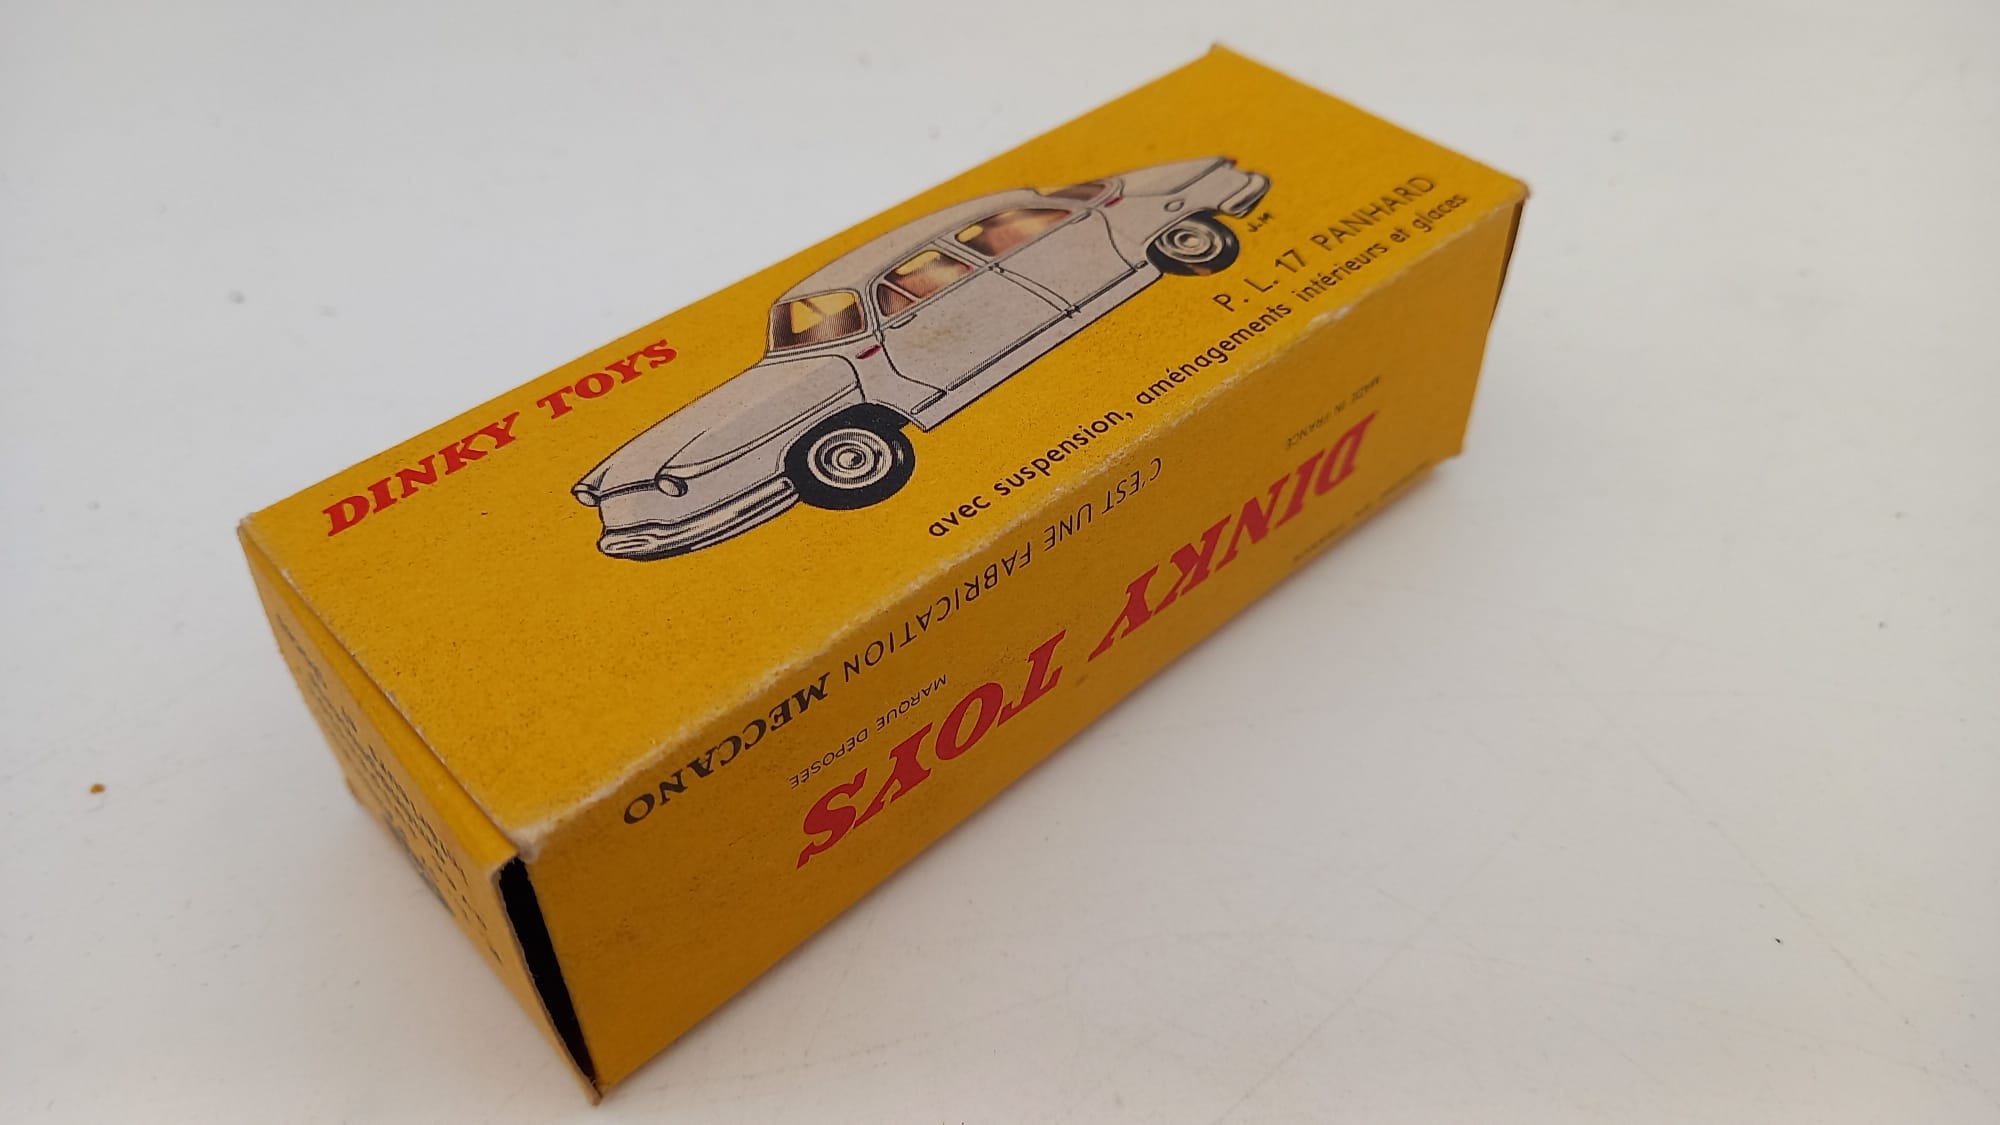 DINKY TOYS
J.M
P. L. 17 PANHARD
avec suspension, aménagements intérieurs et glaces
MADE IN FRANCE
DINKY TOYS
MARQUE DÉPOSÉE
C'EST UNE FABRICATION MECCANO